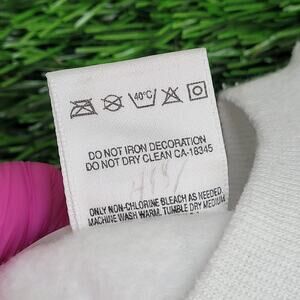 40°C
DO NOT IRON DECORATION
DO NOT DRY CLEAN CA-18345
ONLY NON-CHLORINE BLEACH AS NEEDED
MACHINE WASH WARM, TUMBLE DRY MEDIUM